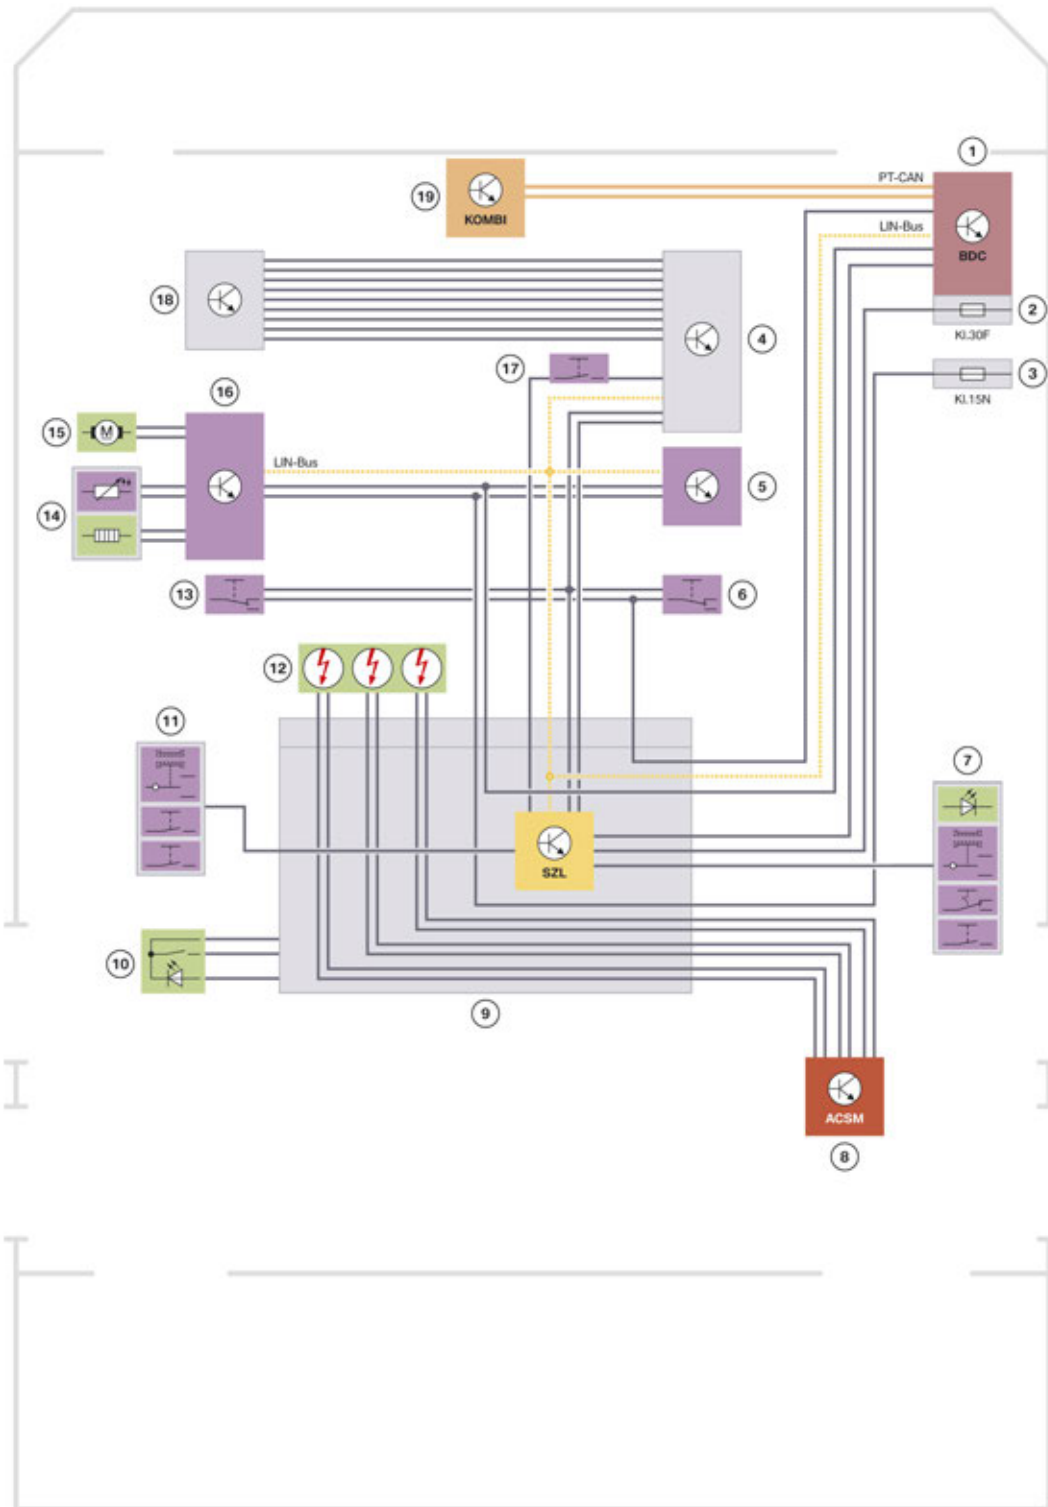 1
PT-CAN
19
KOMBI
LIN-Bus
BDC
18
4
2
Kl.30F
17
3
Kl.15N
16
15
M
LIN-Bus
14
5
13
6
12
11
7
SZL
10
9
ACSM
8